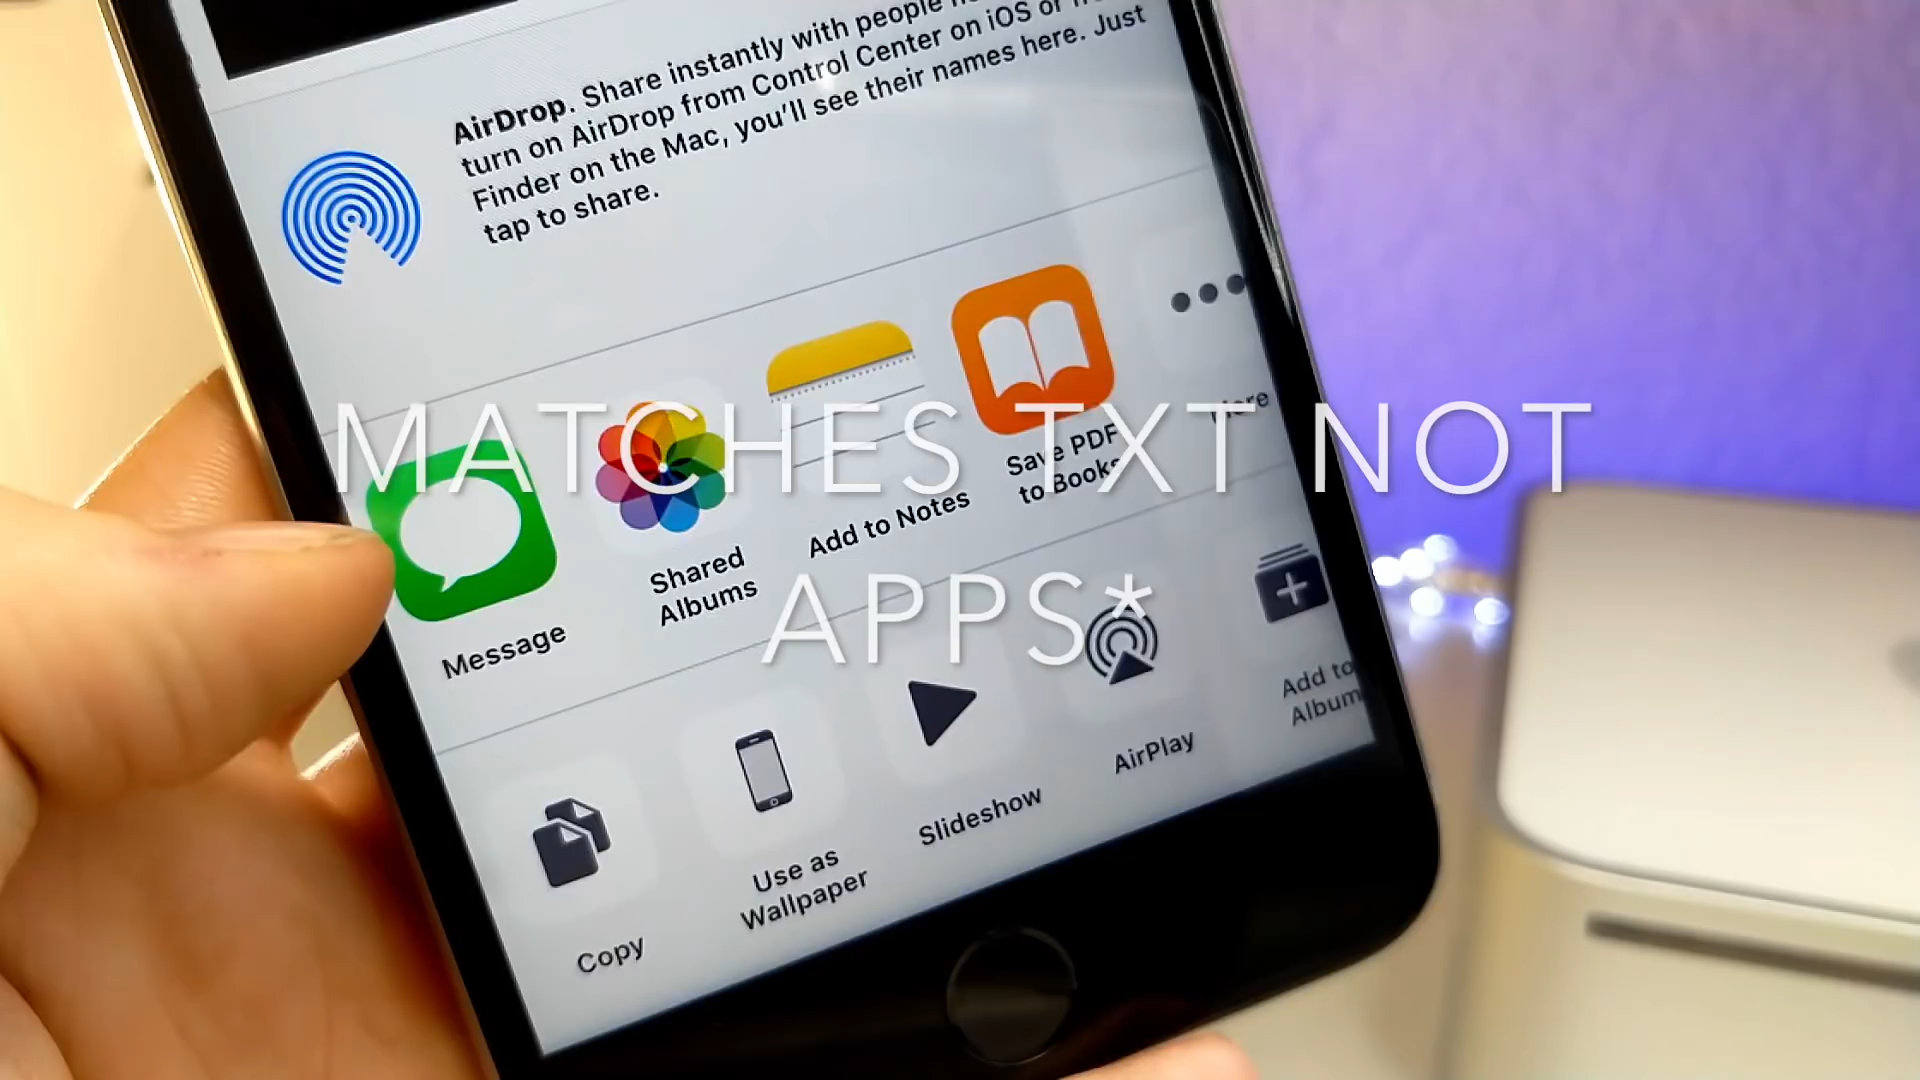 AirDrop. Share instantly with people
turn on AirDrop from Control Center on iOS or
Finder on the Mac, you'll see their names here. Just
tap to share.
MATCHES TXT NOT
APPS*
Message
Shared
Albums
Add to Notes
Save PDF
to Books
More
Copy
Use as
Wallpaper
Slideshow
AirPlay
Add to
Album